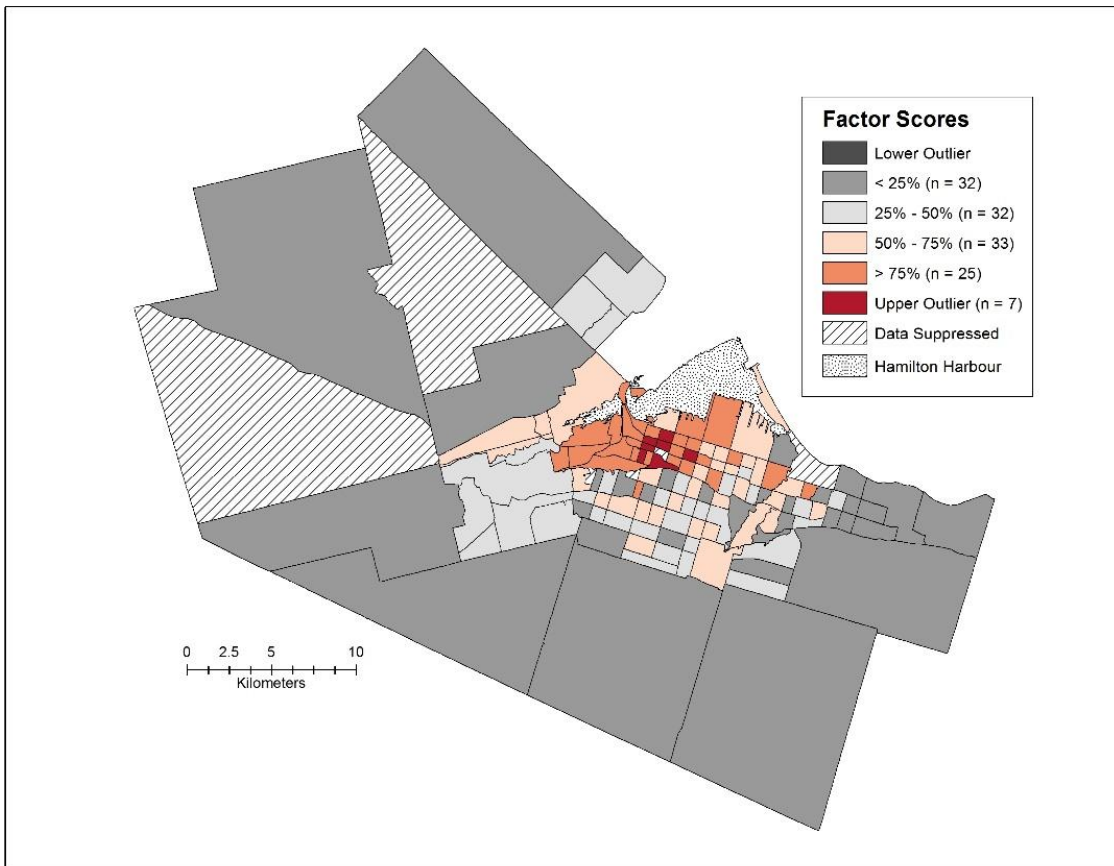 Factor Scores
Lower Outlier
< 25% (n = 32)
25% - 50% (n = 32)
50% - 75% (n = 33)
> 75% (n = 25)
Upper Outlier (n = 7)
Data Suppressed
Hamilton Harbour
0 2.5 5 10
Kilometers